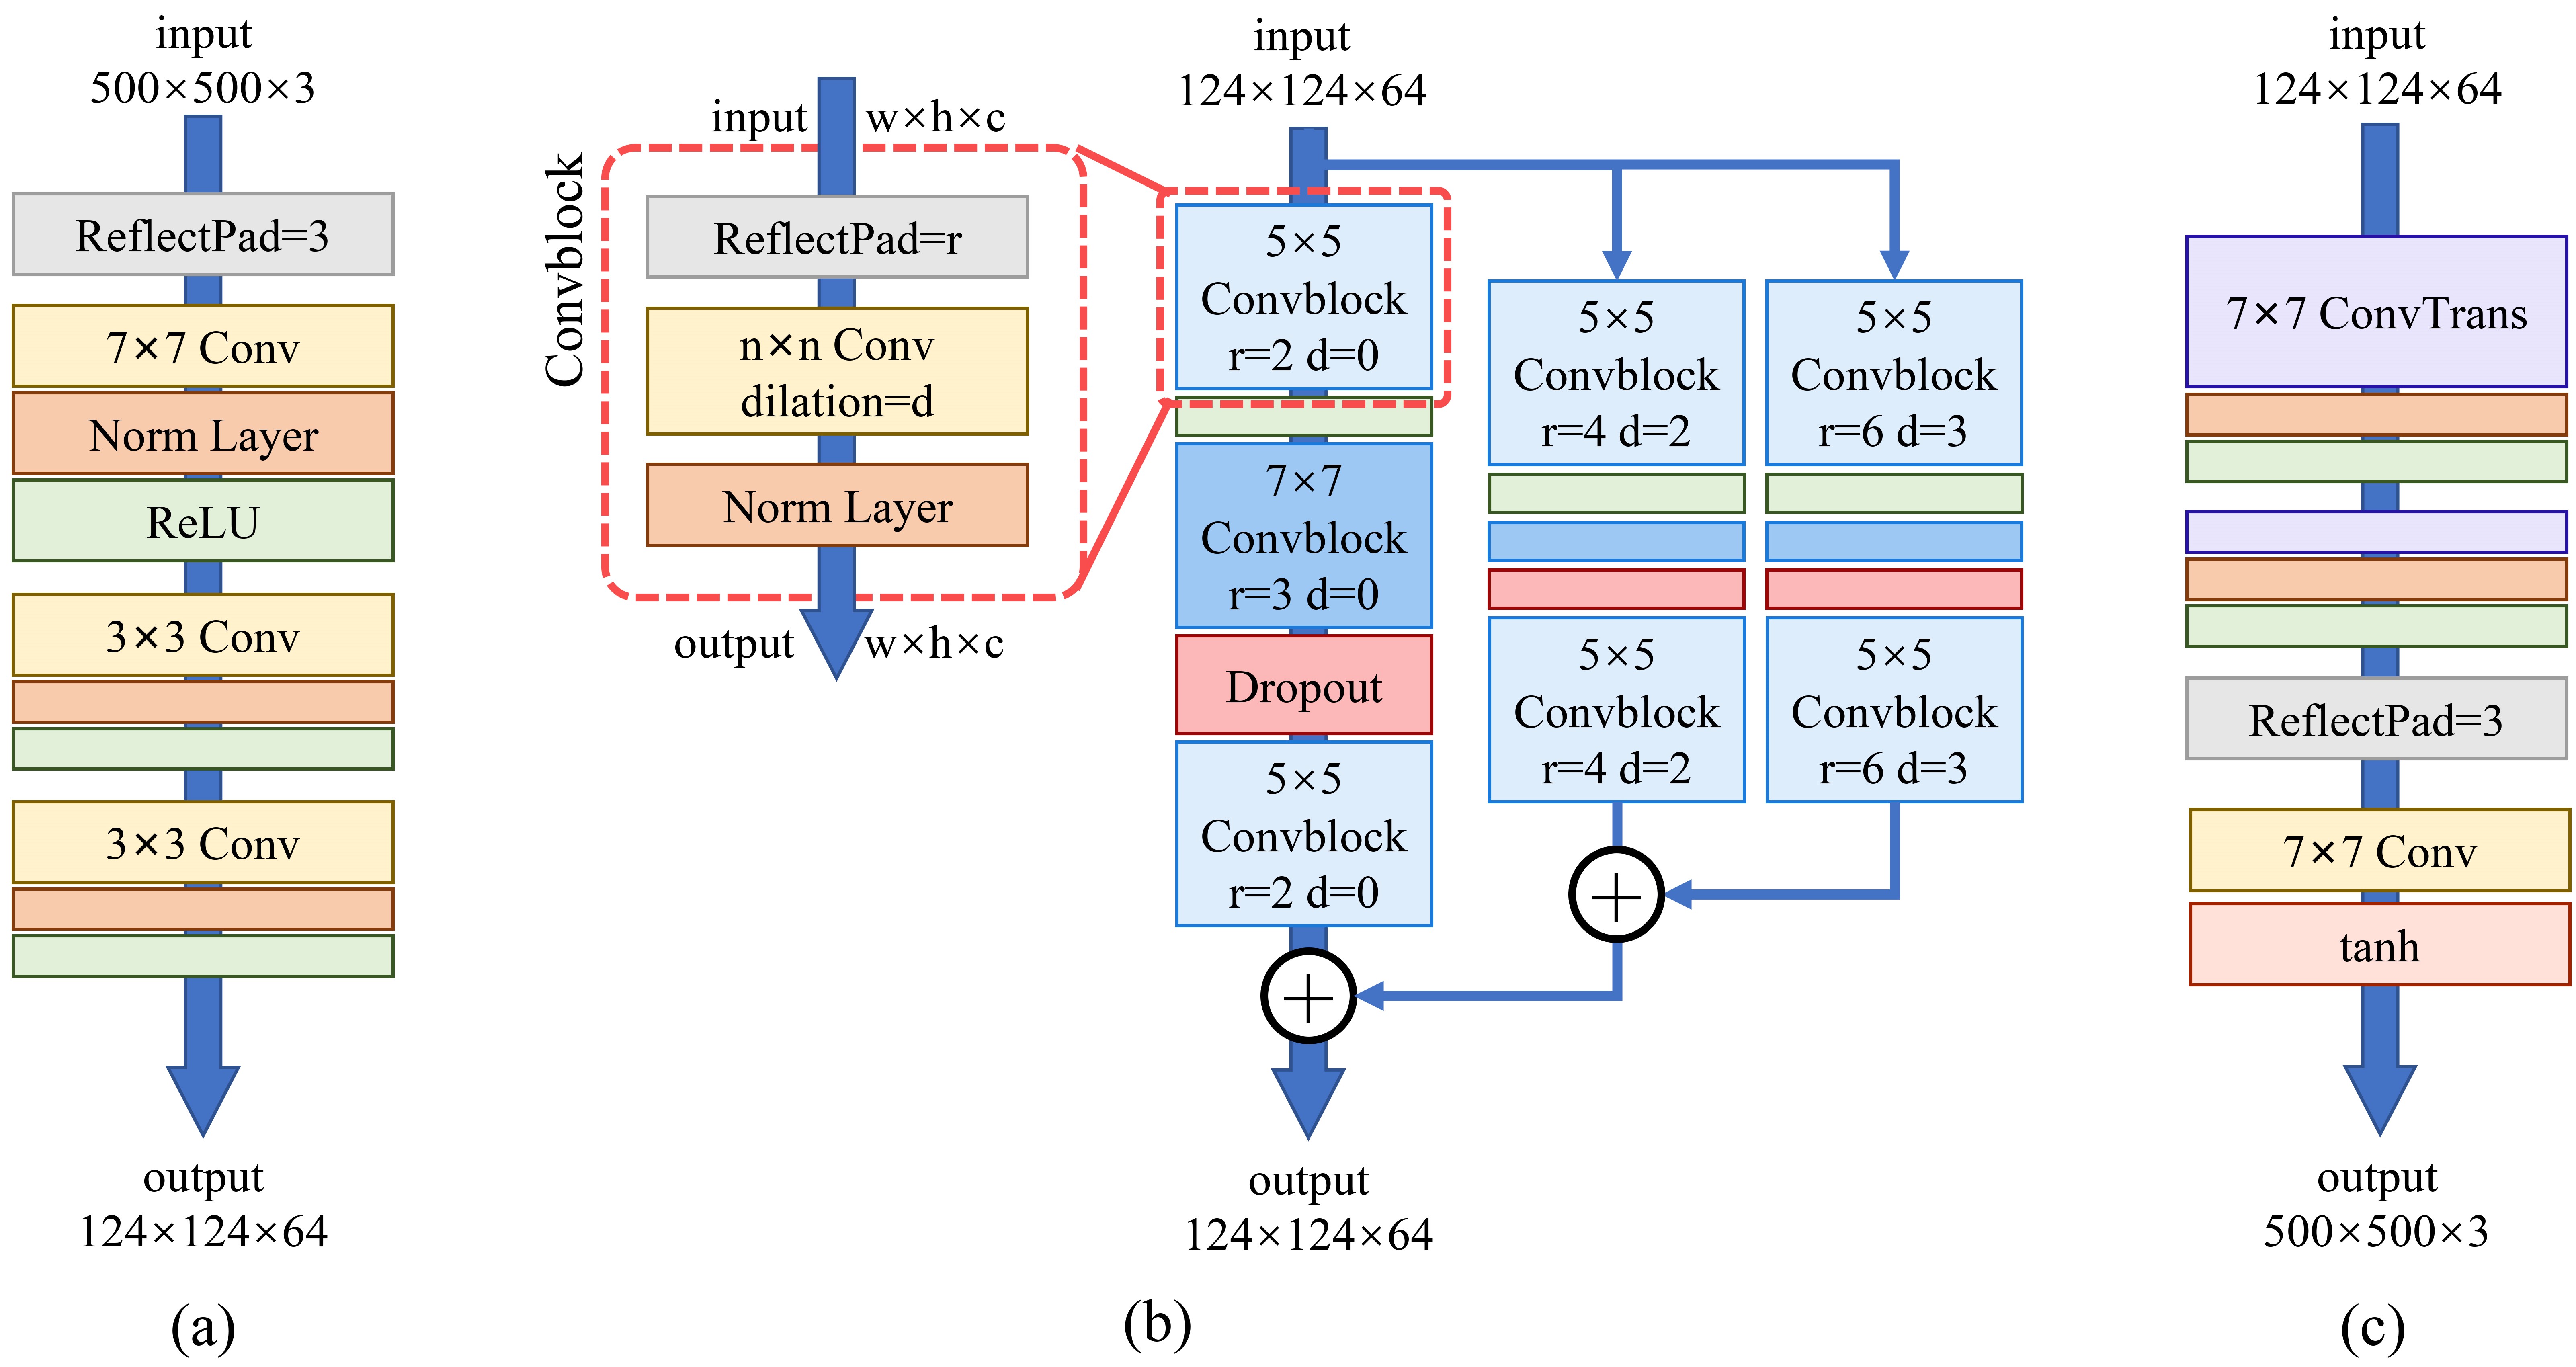 input
500×500×3
ReflectPad=3
7×7 Conv
Norm Layer
ReLU
3×3 Conv
3×3 Conv
output
124×124×64
(a)
Convblock
input w×h×c
ReflectPad=r
n×n Conv
dilation=d
Norm Layer
output w×h×c
input
124×124×64
5×5
Convblock
r=2 d=0
7×7
Convblock
r=3 d=0
Dropout
5×5
Convblock
r=2 d=0
5×5
Convblock
r=4 d=2
5×5
Convblock
r=4 d=2
5×5
Convblock
r=6 d=3
5×5
Convblock
r=6 d=3
output
124×124×64
(b)
input
124×124×64
7×7 ConvTrans
ReflectPad=3
7×7 Conv
tanh
output
500×500×3
(c)